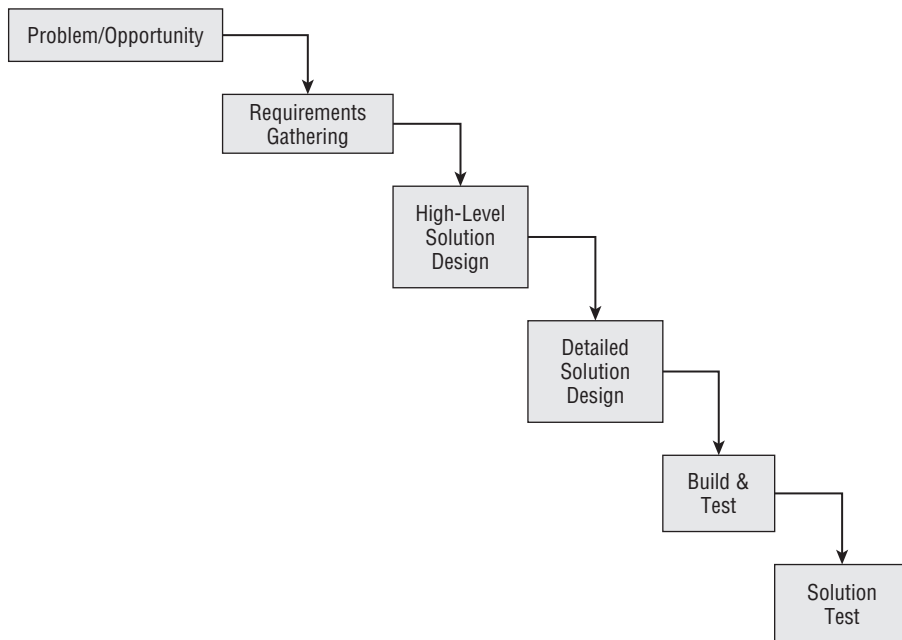 Problem/Opportunity
Requirements
Gathering
High-Level
Solution
Design
Detailed
Solution
Design
Build &
Test
Solution
Test